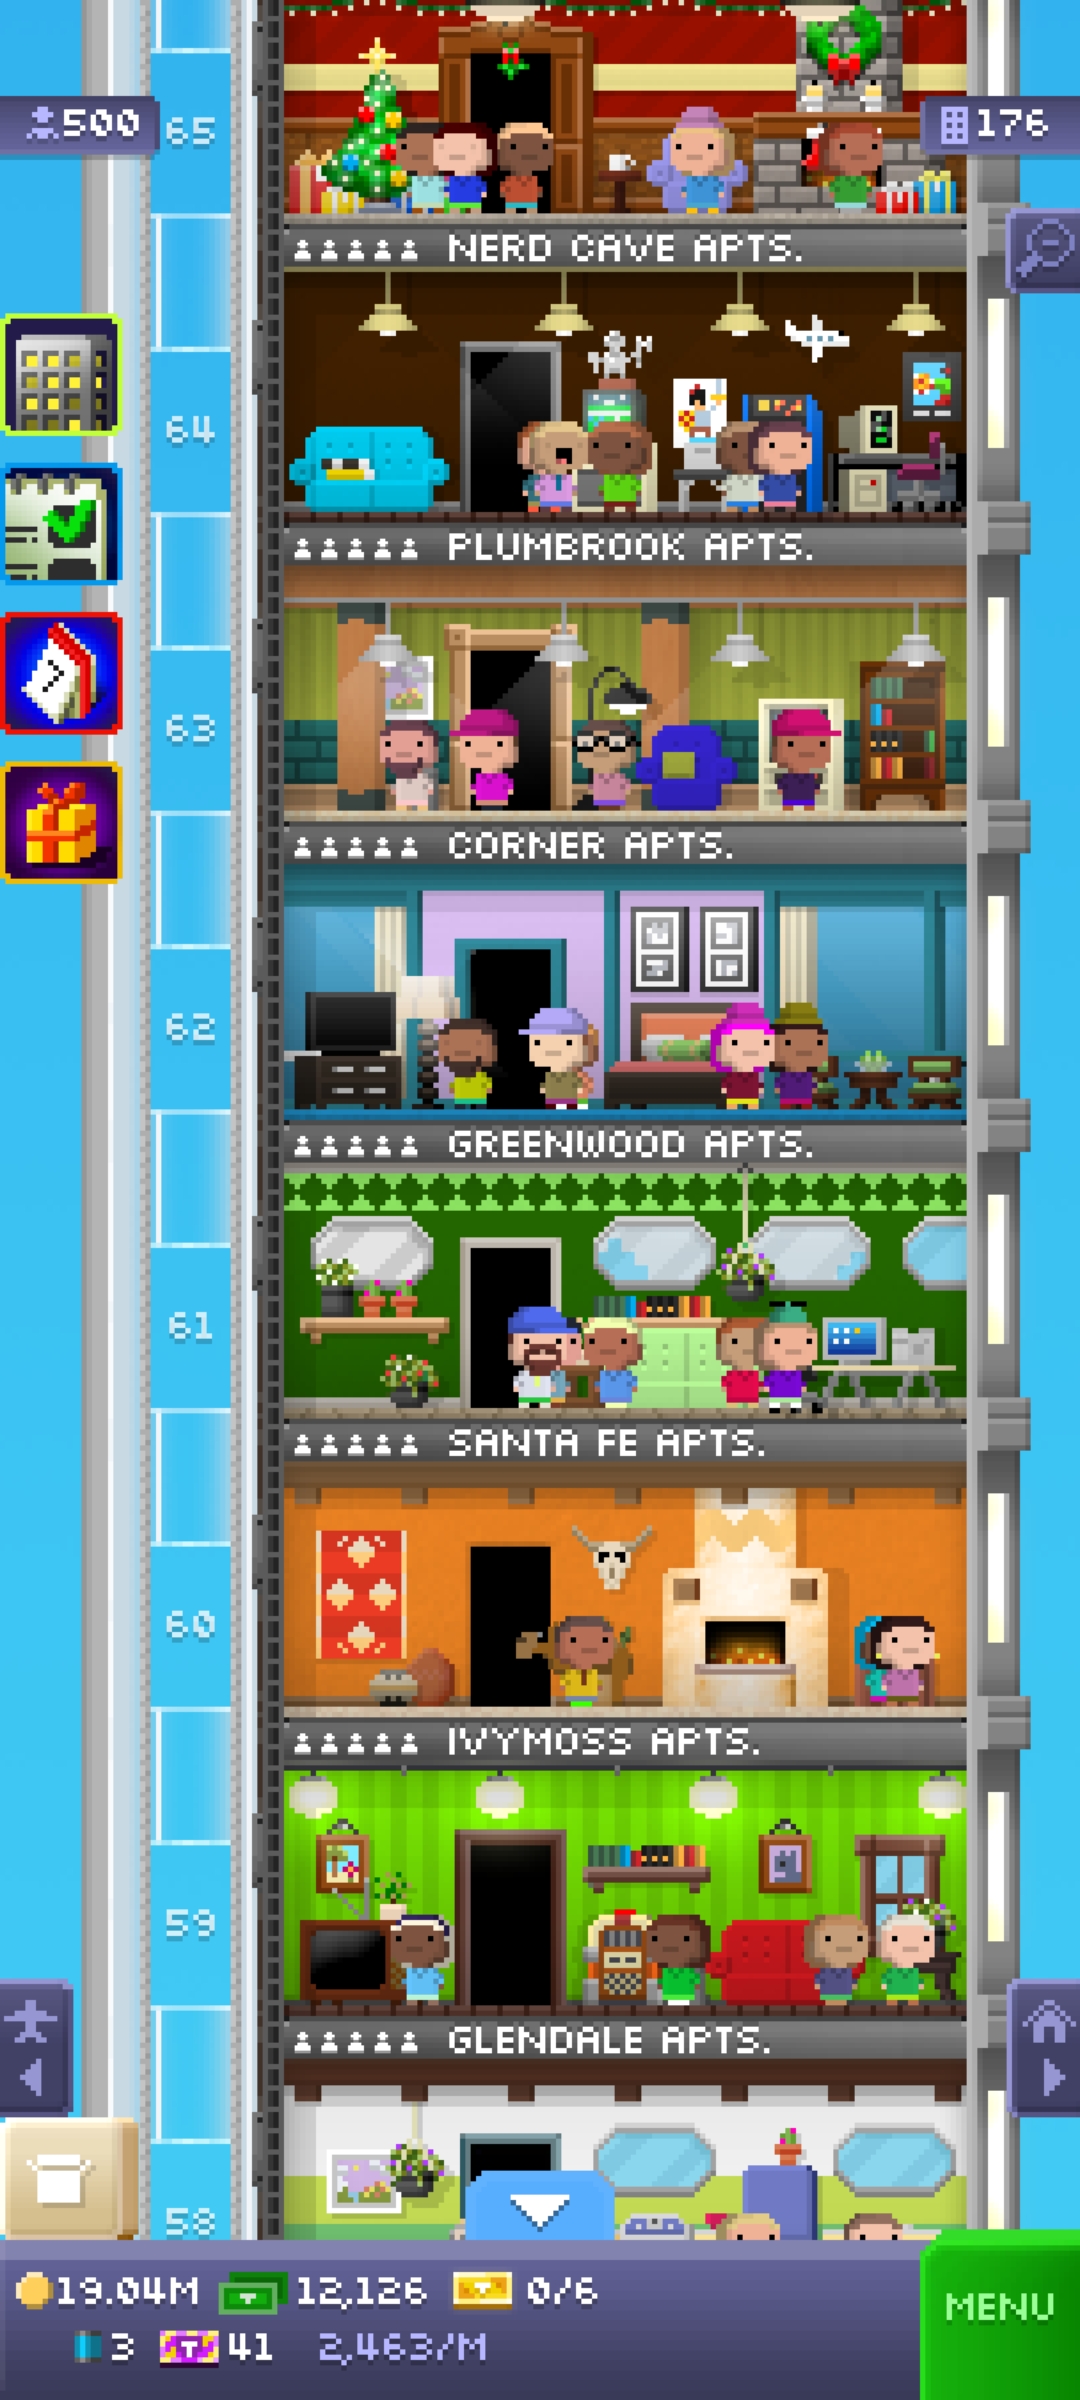 500
65
176
NERD CAVE APTS.
64
PLUMBROOK APTS.
63
CORNER APTS.
62
GREENWOOD APTS.
61
SANTA FE APTS.
60
IVYMOSS APTS.
59
GLENDALE APTS.
58
19.04M 12,126 0/6
MENU
3 T 41 2,463/M